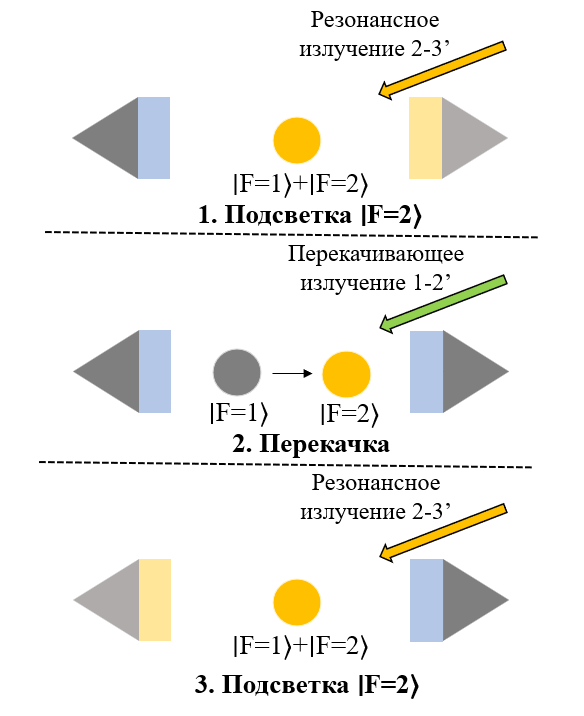 Резонансное
излучение 2-3’
|F=1⟩+|F=2⟩
1. Подсветка |F=2⟩
Перекачивающее
излучение 1-2’
|F=1⟩ |F=2⟩
2. Перекачка
Резонансное
излучение 2-3’
|F=1⟩+|F=2⟩
3. Подсветка |F=2⟩